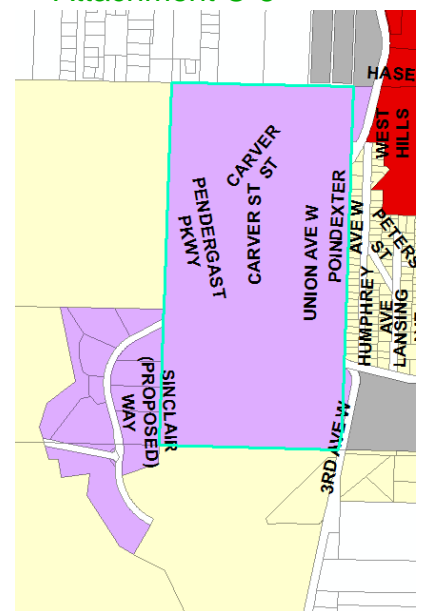 HASE
WEST
HILLS
CARVER
ST
PENDERGAST
PKWY
CARVER ST
UNION AVE W
POINDEXTER
AVE W
PETERS
ST
HUMPHREY
AVE
LANSING
SINCLAIR
WAY
(PROPOSED)
3RD AVE W